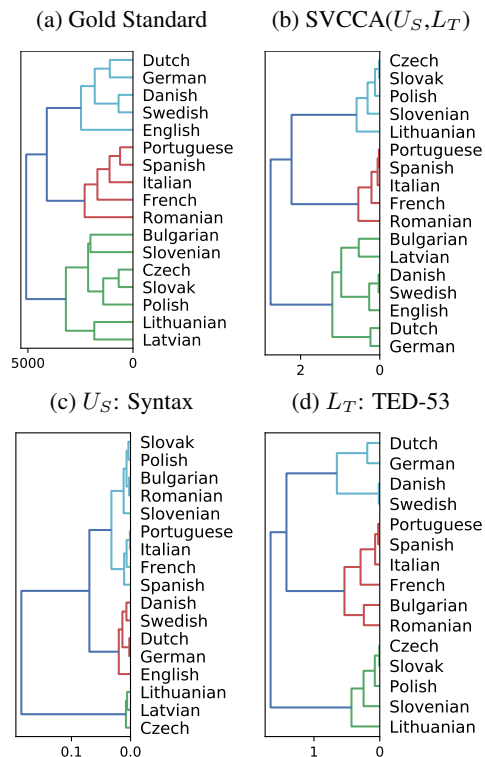 (a) Gold Standard
Dutch
German
Danish
Swedish
English
Portuguese
Spanish
Italian
French
Romanian
Bulgarian
Slovenian
Czech
Slovak
Polish
Lithuanian
Latvian
5000 0
(b) SVCCA(U_S,L_T)
Czech
Slovak
Polish
Slovenian
Lithuanian
Portuguese
Spanish
Italian
French
Romanian
Bulgarian
Latvian
Danish
Swedish
English
Dutch
German
2 0
(c) U_S: Syntax
Slovak
Polish
Bulgarian
Romanian
Slovenian
Portuguese
Italian
French
Spanish
Danish
Swedish
Dutch
German
English
Lithuanian
Latvian
Czech
0.1 0.0
(d) L_T: TED-53
Dutch
German
Danish
Swedish
Portuguese
Spanish
Italian
French
Bulgarian
Romanian
Czech
Slovak
Polish
Slovenian
Lithuanian
1 0